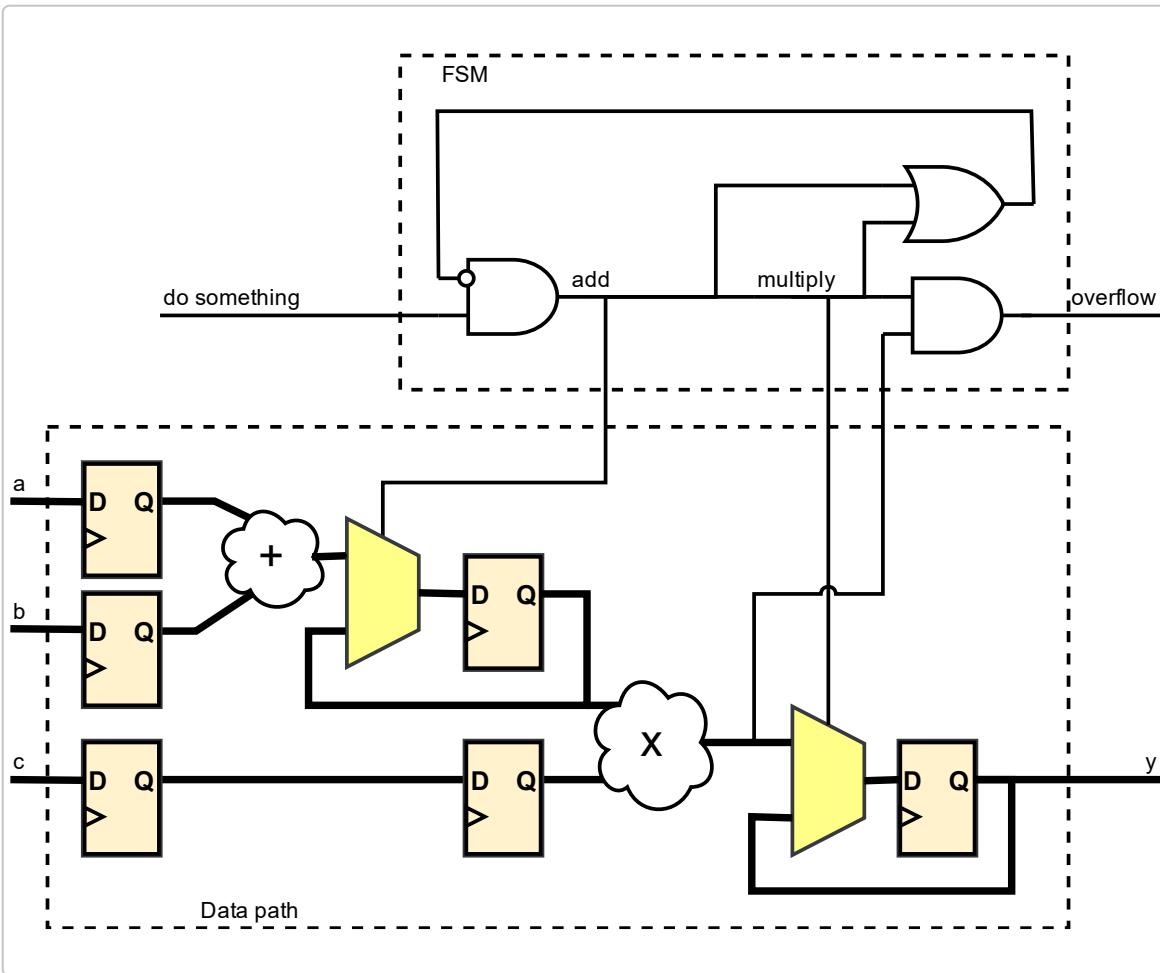 FSM
add
multiply
do something
overflow
a
D Q
+
b
D Q
D Q
X
c
D Q
D Q
D Q
y
Data path